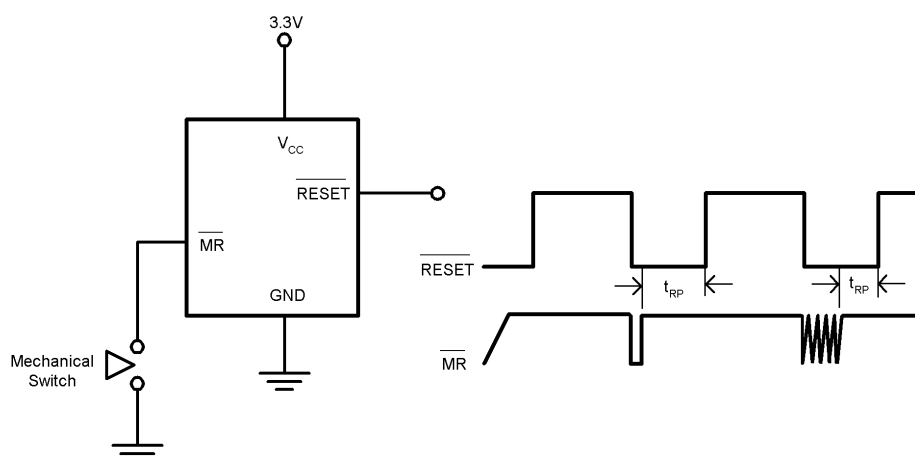 3.3V
VCC
RESET
MR
GND
Mechanical
Switch
RESET
tRP
tRP
MR